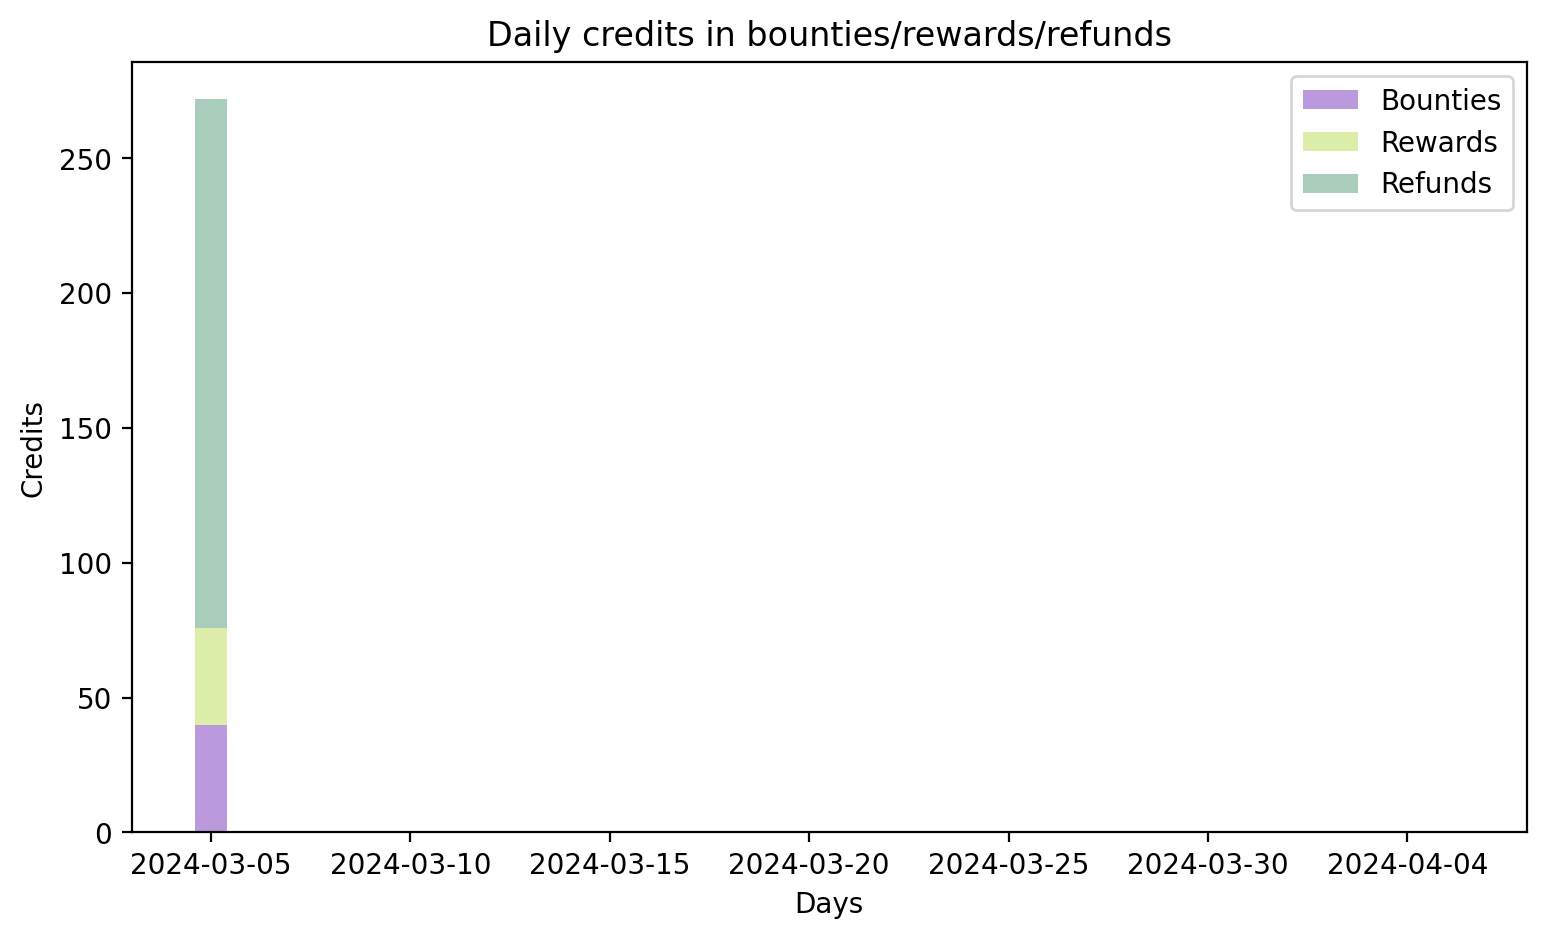 Daily credits in bounties/rewards/refunds
Bounties
Rewards
Refunds
Credits
250
200
150
100
50
0
2024-03-05 2024-03-10 2024-03-15 2024-03-20 2024-03-25 2024-03-30 2024-04-04
Days